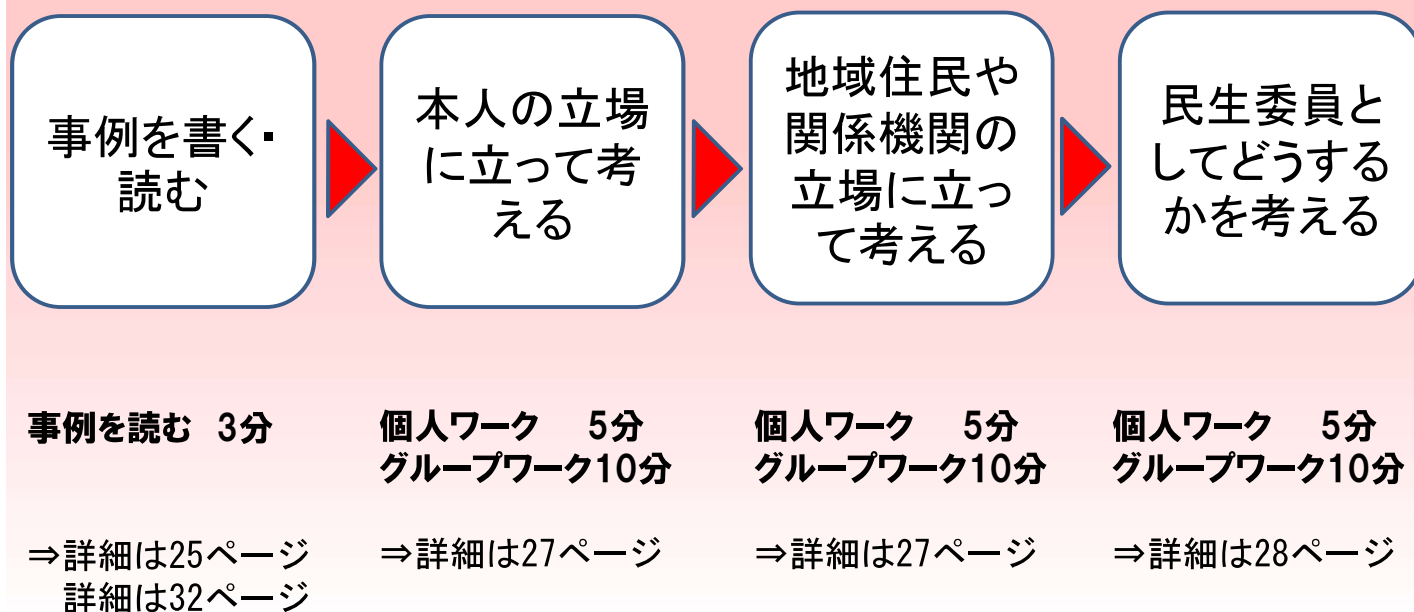 事例を書く・
読む
本人の立場
に立って考
える
地域住民や
関係機関の
立場に立っ
て考える
民生委員と
してどうする
かを考える
事例を読む 3分
個人ワーク 5分
グループワーク10分
個人ワーク 5分
グループワーク10分
個人ワーク 5分
グループワーク10分
⇒詳細は25ページ
詳細は32ページ
⇒詳細は27ページ
⇒詳細は27ページ
⇒詳細は28ページ